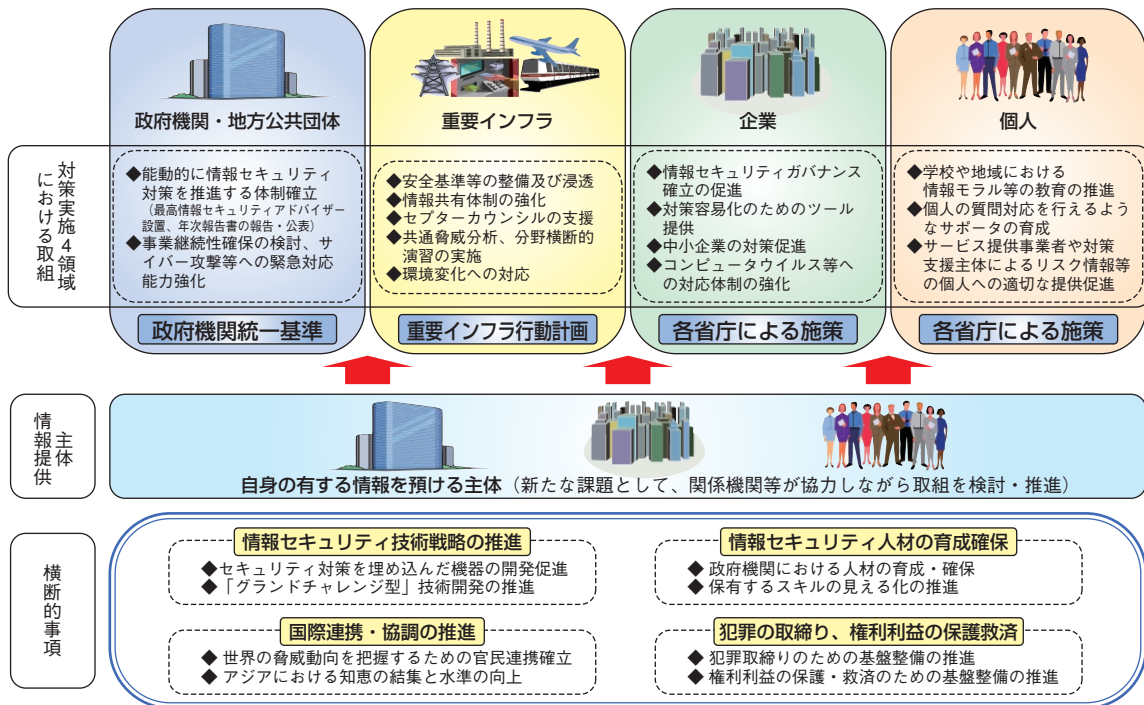 政府機関・地方公共団体
重要インフラ
企業
個人
対策実施4領域
における取組
◆能動的に情報セキュリティ
対策を推進する体制確立
(最高情報セキュリティアドバイザー
設置、年次報告書の報告・公表)
◆事業継続性確保の検討、サ
イバー攻撃等への緊急対応
能力強化
◆安全基準等の整備及び浸透
◆情報共有体制の強化
◆セプターカウンシルの支援
◆共通脅威分析、分野横断的
演習の実施
◆環境変化への対応
◆情報セキュリティガバナンス
確立の促進
◆対策容易化のためのツール
提供
◆中小企業の対策促進
◆コンピュータウイルス等へ
の対応体制の強化
◆学校や地域における
情報モラル等の教育の推進
◆個人の質問対応を行えるよう
なサポータの育成
◆サービス提供事業者や対策
支援主体によるリスク情報等
の個人への適切な提供促進
政府機関統一基準
重要インフラ行動計画
各省庁による施策
各省庁による施策
情報提供
主体
自身の有する情報を預ける主体(新たな課題として、関係機関等が協力しながら取組を検討・推進)
横断的事項
情報セキュリティ技術戦略の推進
◆セキュリティ対策を埋め込んだ機器の開発促進
◆「グランドチャレンジ型」技術開発の推進
情報セキュリティ人材の育成確保
◆ 政府機関における人材の育成・確保
◆ 保有するスキルの見える化の推進
国際連携・協調の推進
◆ 世界の脅威動向を把握するための官民連携確立
◆ アジアにおける知恵の結集と水準の向上
犯罪の取締り、権利利益の保護救済
◆ 犯罪取締りのための基盤整備の推進
◆ 権利利益の保護・救済のための基盤整備の推進